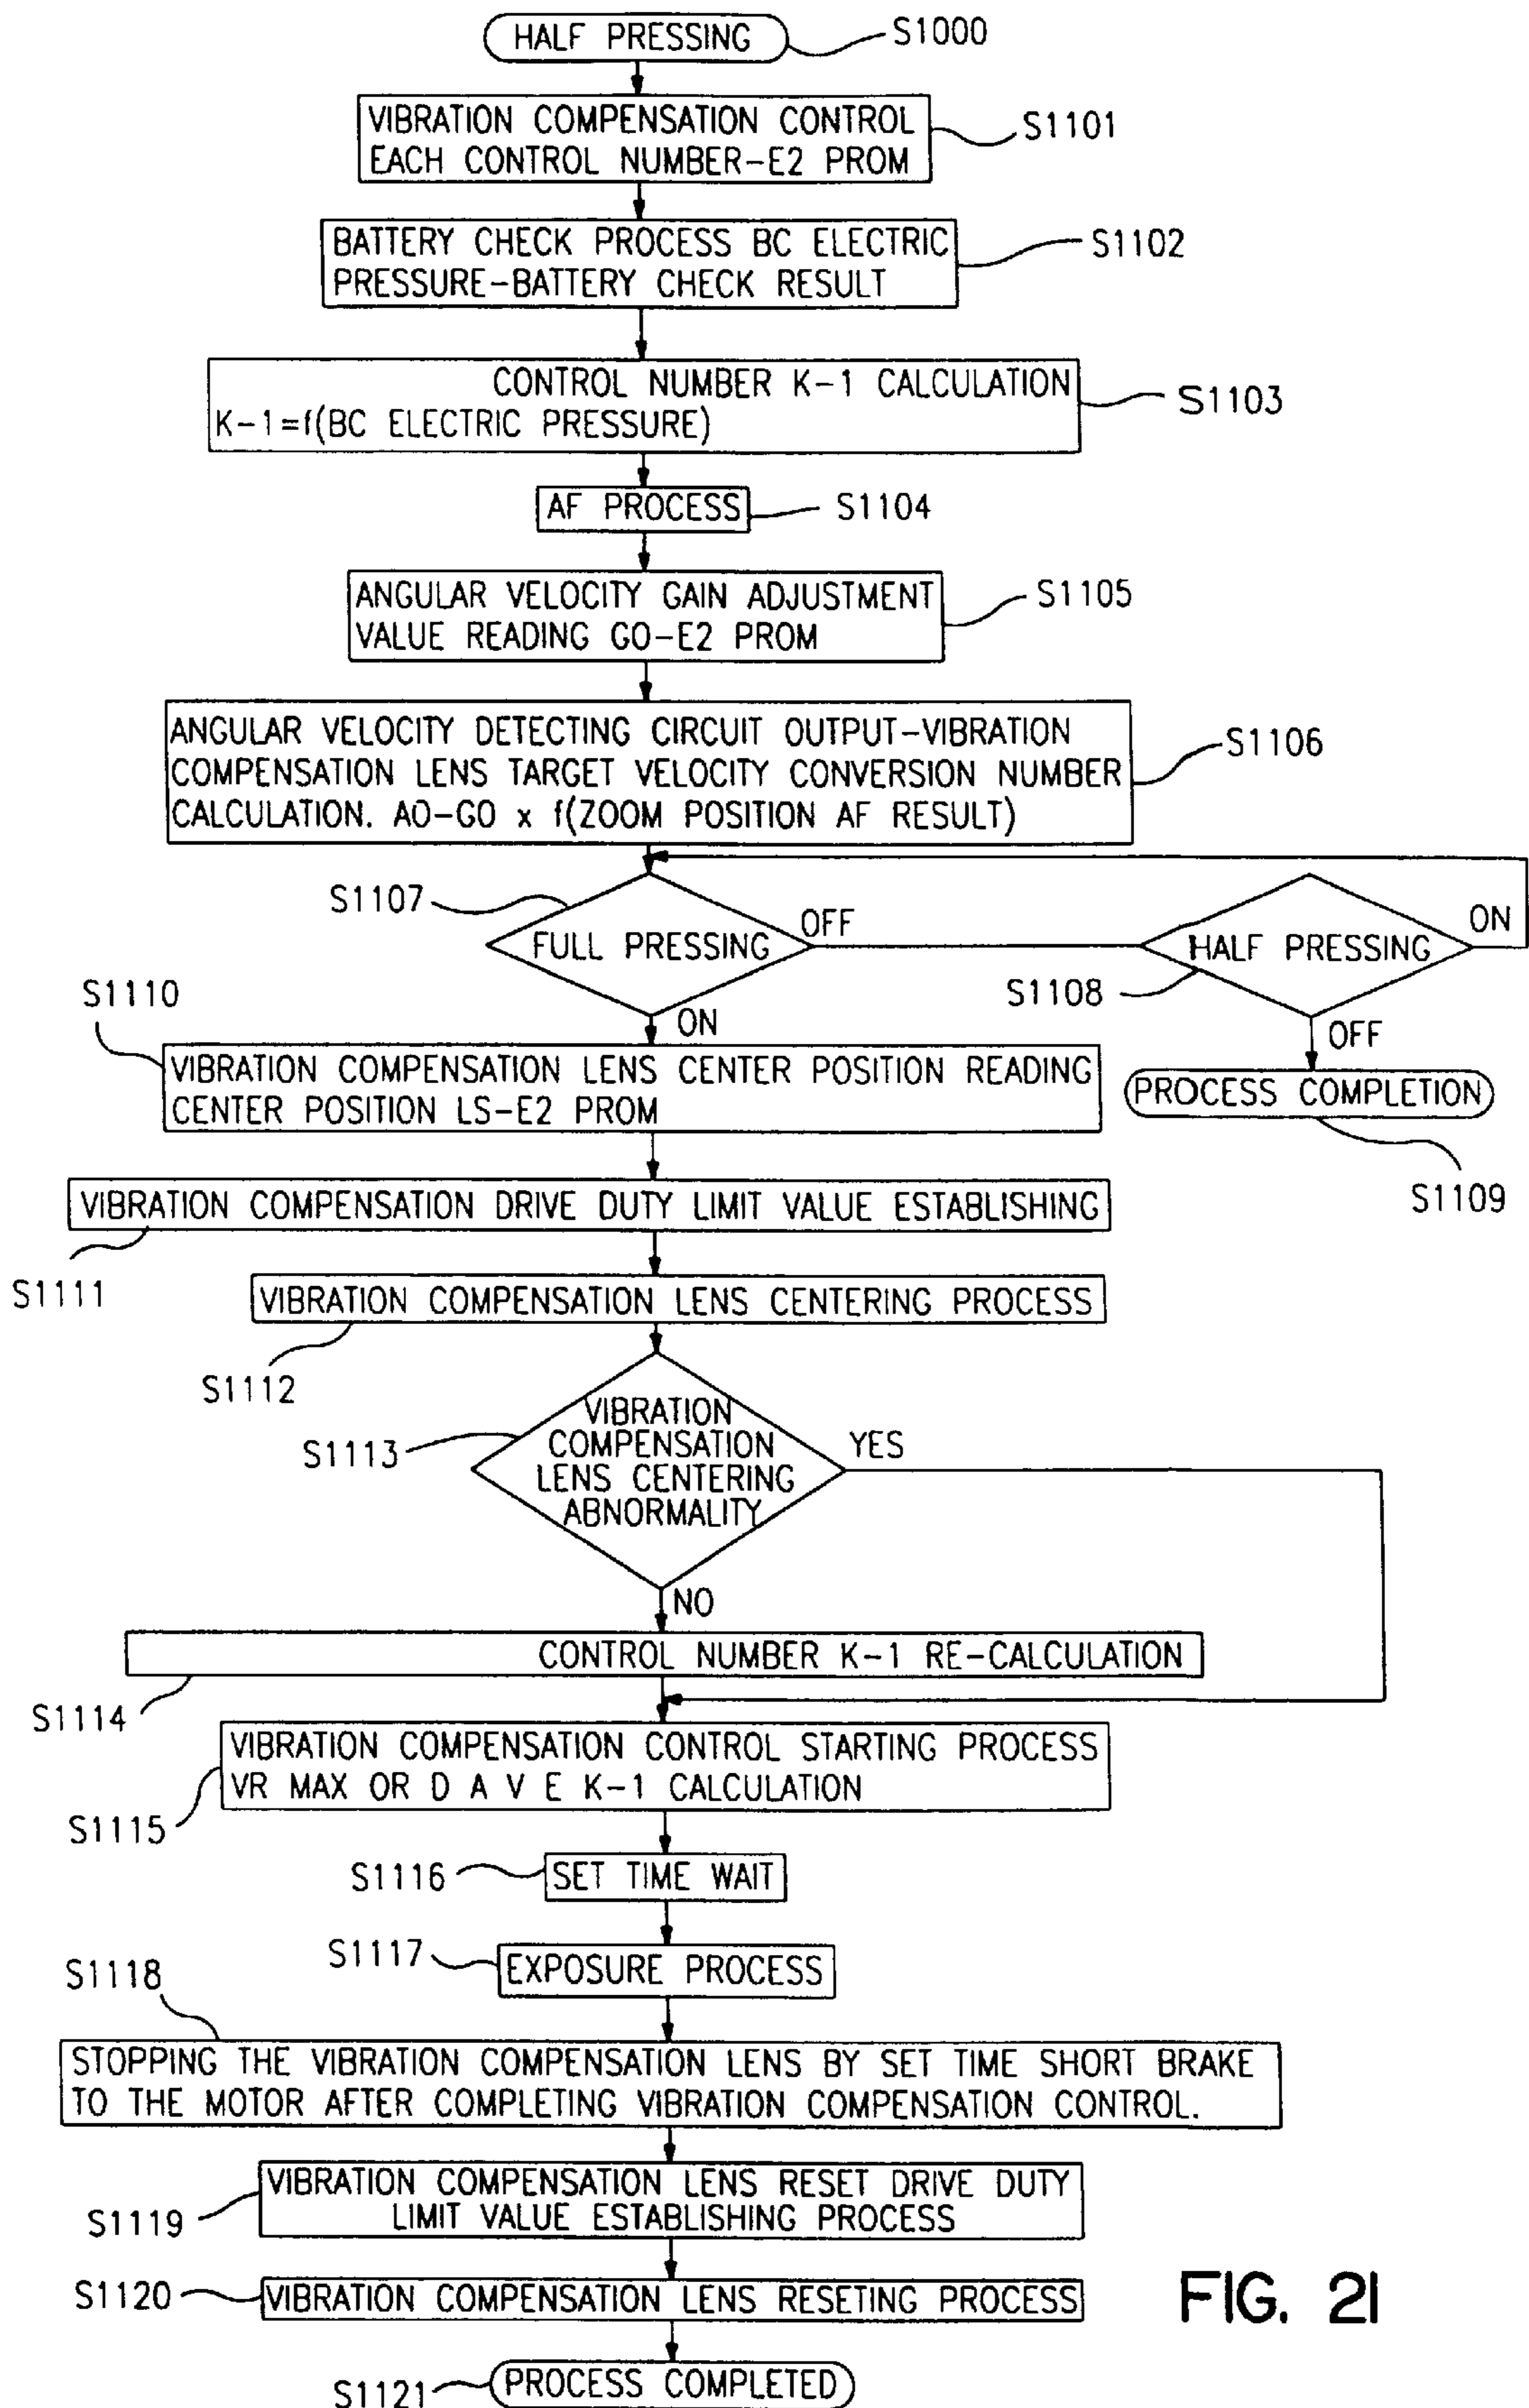 HALF PRESSING
S1000
VIBRATION COMPENSATION CONTROL
EACH CONTROL NUMBER-E2 PROM
S1101
BATTERY CHECK PROCESS BC ELECTRIC
PRESSURE-BATTERY CHECK RESULT
S1102
CONTROL NUMBER K-1 CALCULATION
K-1=f(BC ELECTRIC PRESSURE)
S1103
AF PROCESS
S1104
ANGULAR VELOCITY GAIN ADJUSTMENT
VALUE READING GO-E2 PROM
S1105
ANGULAR VELOCITY DETECTING CIRCUIT OUTPUT-VIBRATION
COMPENSATION LENS TARGET VELOCITY CONVERSION NUMBER
CALCULATION. AO-GO x f(ZOOM POSITION AF RESULT)
S1106
S1107
FULL PRESSING
OFF
HALF PRESSING
ON
S1108
S1110
ON
OFF
VIBRATION COMPENSATION LENS CENTER POSITION READING
CENTER POSITION LS-E2 PROM
PROCESS COMPLETION
S1109
VIBRATION COMPENSATION DRIVE DUTY LIMIT VALUE ESTABLISHING
S1111
VIBRATION COMPENSATION LENS CENTERING PROCESS
S1112
S1113
VIBRATION
COMPENSATION
LENS CENTERING
ABNORMALITY
YES
NO
CONTROL NUMBER K-1 RE-CALCULATION
S1114
VIBRATION COMPENSATION CONTROL STARTING PROCESS
VR MAX OR D A V E K-1 CALCULATION
S1115
S1116
SET TIME WAIT
S1117
EXPOSURE PROCESS
S1118
STOPPING THE VIBRATION COMPENSATION LENS BY SET TIME SHORT BRAKE
TO THE MOTOR AFTER COMPLETING VIBRATION COMPENSATION CONTROL.
VIBRATION COMPENSATION LENS RESET DRIVE DUTY
LIMIT VALUE ESTABLISHING PROCESS
S1119
S1120
VIBRATION COMPENSATION LENS RESETING PROCESS
FIG. 21
S1121
PROCESS COMPLETED